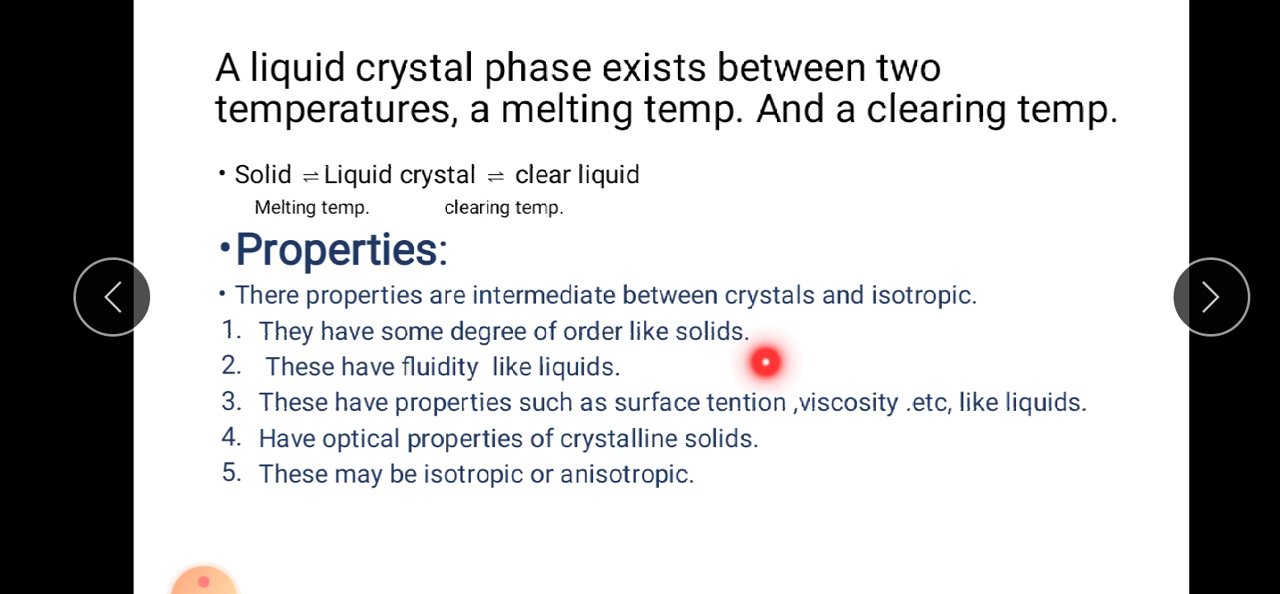 A liquid crystal phase exists between two
temperatures, a melting temp. And a clearing temp.
• Solid ⇌ Liquid crystal ⇌ clear liquid
Melting temp. clearing temp.
• Properties:
• There properties are intermediate between crystals and isotropic.
1. They have some degree of order like solids.
2. These have fluidity like liquids.
3. These have properties such as surface tention ,viscosity .etc, like liquids.
4. Have optical properties of crystalline solids.
5. These may be isotropic or anisotropic.